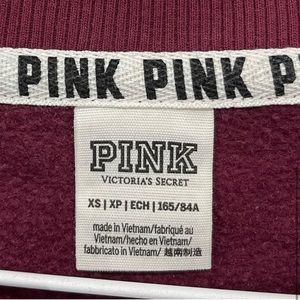 PINK PINK PINK
PINK
VICTORIA'S SECRET
XS | XP | ECH | 165/84A
made in Vietnam/fabriqué au
Vietnam/hecho en Vietnam/
fabbricato in Vietnam/ 越南制造